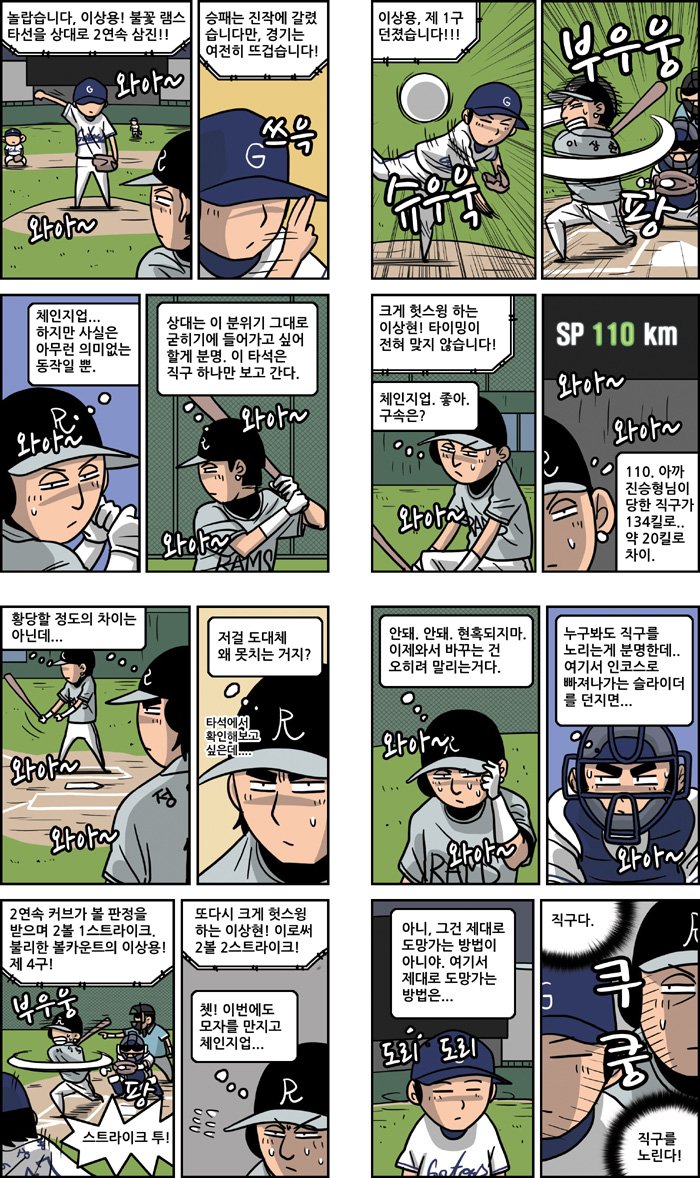 놀랍습니다, 이상용! 불꽃 램스
타선을 상대로 2연속 삼진!!
와아~
G
Gators
와아~
승패는 진작에 갈렸
습니다만, 경기는
여전히 뜨겁습니다!
쓰윽
G
체인지업...
하지만 사실은
아무런 의미없는
동작일 뿐.
R
와아~
상대는 이 분위기 그대로
굳히기에 들어가고 싶어
할게 분명. 이 타석은
직구 하나만 보고 간다.
와아~
와아~
RAMS
이상용, 제 1구
던졌습니다!!!
G
슈우욱
부우웅
이상현
팡
크게 헛스윙 하는
이상현! 타이밍이
전혀 맞지 않습니다!
체인지업. 좋아.
구속은?
RAMS
SP 110 km
와아~
와아~
110. 아까
진승형님이
당한 직구가
134킬로..
약 20킬로
차이.
황당할 정도의 차이는
아닌데...
와아~
와아~
정
저걸 도대체
왜 못치는 거지?
타석에서
확인해보고
싶은데....
R
2연속 커브가 볼 판정을
받으며 2볼 1스트라이크.
불리한 볼카운트의 이상용!
제 4구!
부우웅
팡
스트라이크 투!
또다시 크게 헛스윙
하는 이상현! 이로써
2볼 2스트라이크!
쳇! 이번에도
모자를 만지고
체인지업...
R
안돼. 안돼. 현혹되지마.
이제와서 바꾸는 건
오히려 말리는거다.
와아~
R
와아~
RAMS
누구봐도 직구를
노리는게 분명한데..
여기서 인코스로
빠져나가는 슬라이더
를 던지면...
와아~
아니, 그건 제대로
도망가는 방법이
아니야. 여기서
제대로 도망가는
방법은...
도리 도리
Gators
직구다.
G
R
쿠
쿵
직구를
노린다!